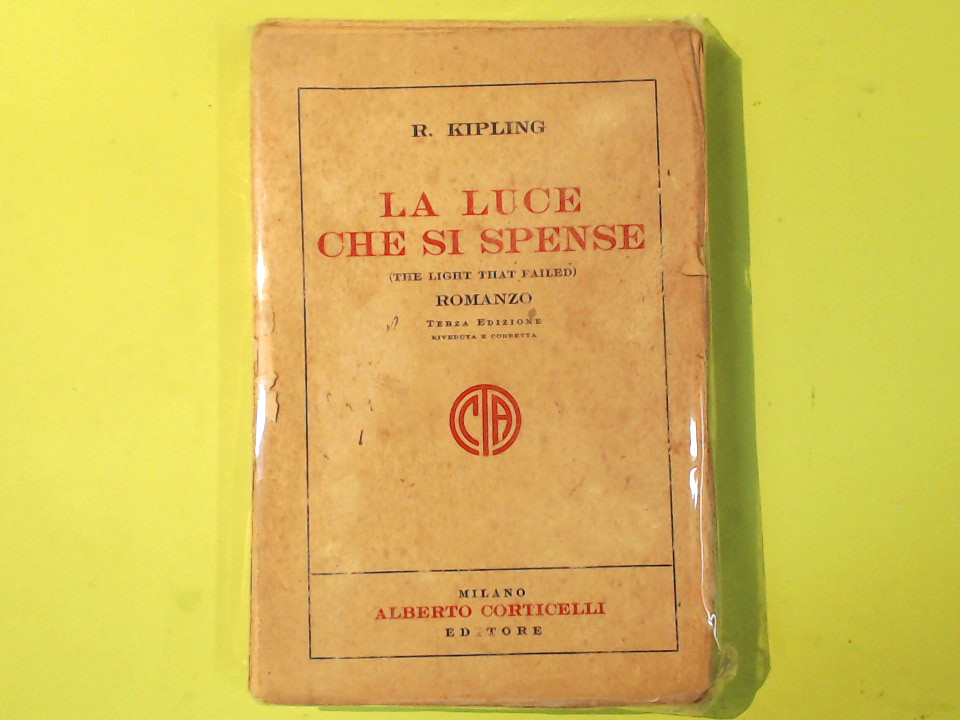 R. KIPLING
LA LUCE
CHE SI SPENSE
(THE LIGHT THAT FAILED)
ROMANZO
TERZA EDIZIONE
RIVEDUTA E CORRETTA
CTA
MILANO
ALBERTO CORTICELLI
EDITORE